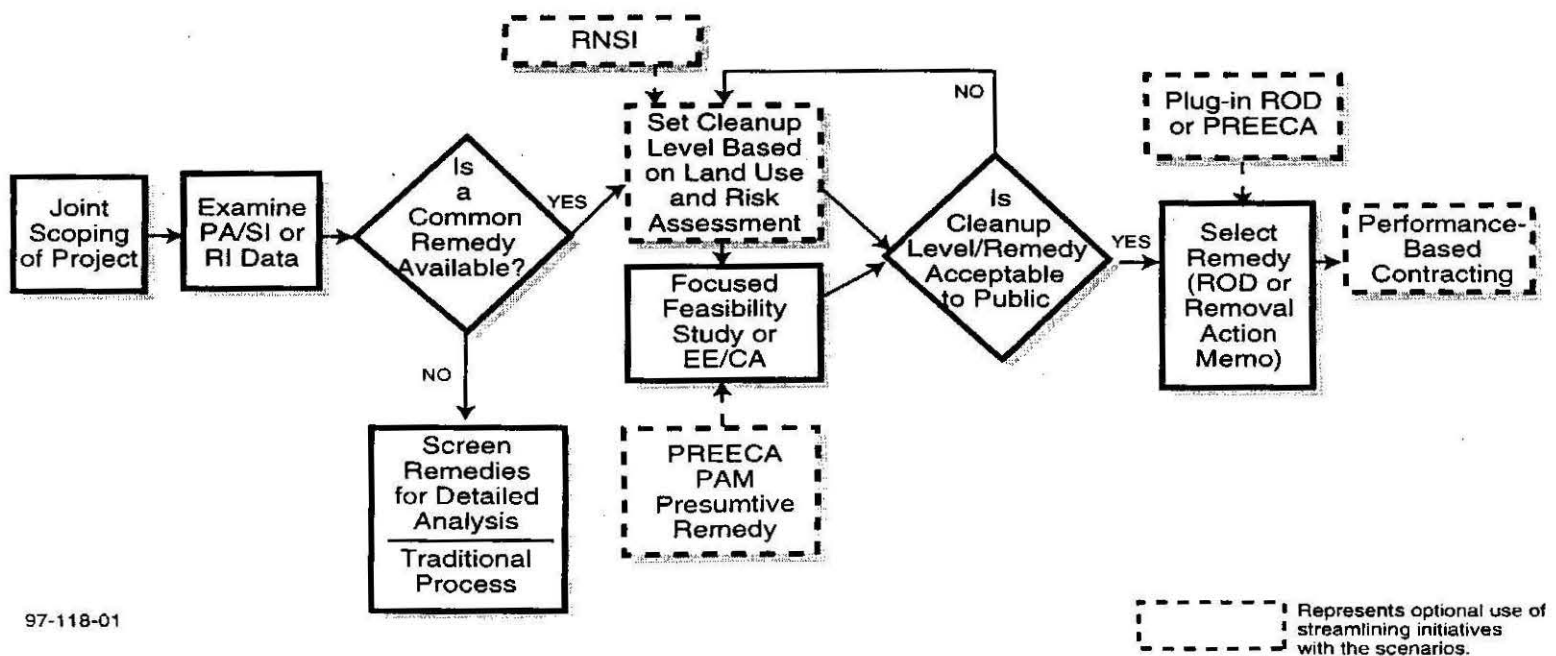 RNSI
NO
Plug-in ROD
or PREECA
Joint
Scoping
of Project
Examine
PA/SI or
RI Data
Is
a
Common
Remedy
Available?
YES
Set Cleanup
Level Based
on Land Use
and Risk
Assessment
Focused
Feasibility
Study or
EE/CA
Is
Cleanup
Level/Remedy
Acceptable
to Public
YES
Select
Remedy
(ROD or
Removal
Action
Memo)
Performance-
Based
Contracting
NO
Screen
Remedies
for Detailed
Analysis
Traditional
Process
PREECA
PAM
Presumtive
Remedy
97-118-01
Represents optional use of
streamlining initiatives
with the scenarios.